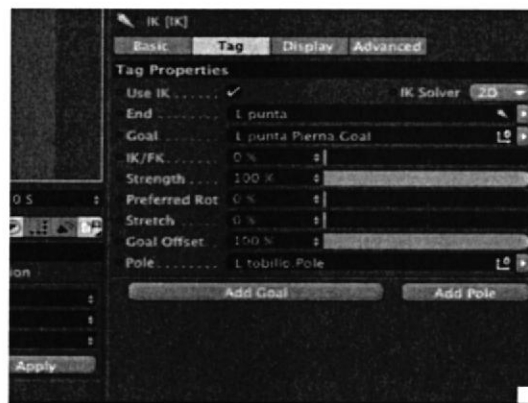 IK [IK]
Basic Tag Display Advanced
Tag Properties
Use IK ✓ IK Solver 2D
End L punta
Goal L punta Pierna.Goal
IK/FK 0 %
Strength 100 %
Preferred Rot 0 %
Stretch 0 %
Goal Offset 100 %
Pole L tobillo.Pole
Add Goal Add Pole
0 S
ion
Apply